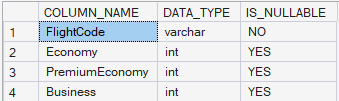 COLUMN_NAME DATA_TYPE IS_NULLABLE
1 FlightCode varchar NO
2 Economy int YES
3 PremiumEconomy int YES
4 Business int YES